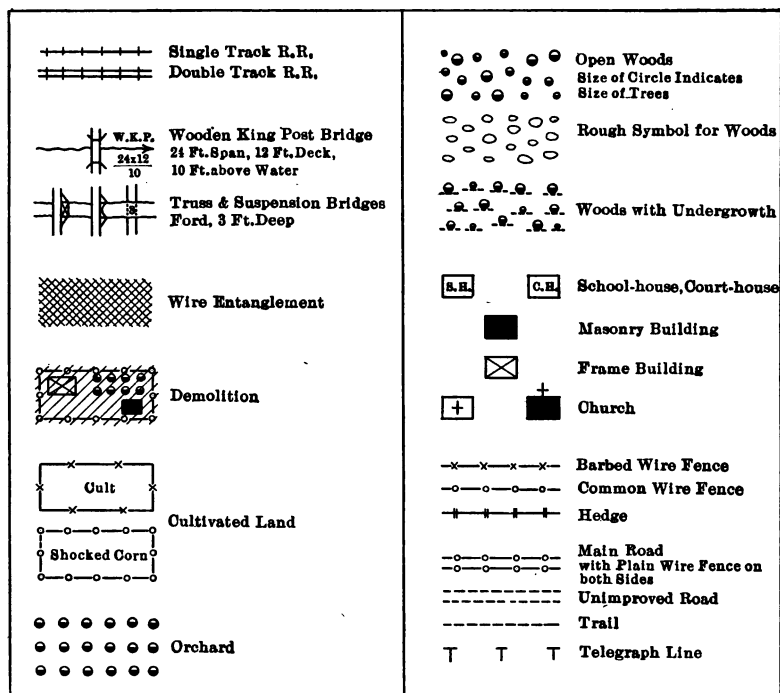 Single Track R.R.
Double Track R.R.
W.K.P.
24x12
10
Wooden King Post Bridge
24 Ft.Span, 12 Ft.Deck,
10 Ft.above Water
Truss & Suspension Bridges
Ford, 3 Ft.Deep
S
Wire Entanglement
Demolition
Cult
Shocked Corn
Cultivated Land
Orchard
Open Woods
Size of Circle Indicates
Size of Trees
Rough Symbol for Woods
Woods with Undergrowth
S.H.
C.H.
School-house, Court-house
Masonry Building
Frame Building
Church
Barbed Wire Fence
Common Wire Fence
Hedge
Main Road
with Plain Wire Fence on
both Sides
Unimproved Road
Trail
T T T
Telegraph Line